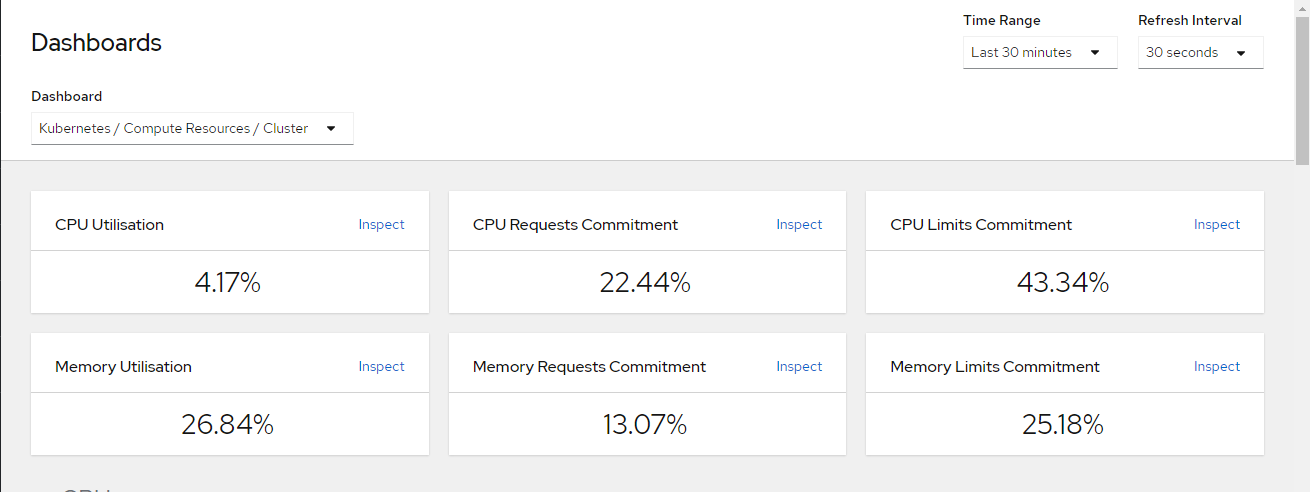 Dashboards
Time Range
Refresh Interval
Last 30 minutes
30 seconds
Dashboard
Kubernetes / Compute Resources / Cluster
CPU Utilisation
Inspect
CPU Requests Commitment
Inspect
CPU Limits Commitment
Inspect
4.17%
22.44%
43.34%
Memory Utilisation
Inspect
Memory Requests Commitment
Inspect
Memory Limits Commitment
Inspect
26.84%
13.07%
25.18%